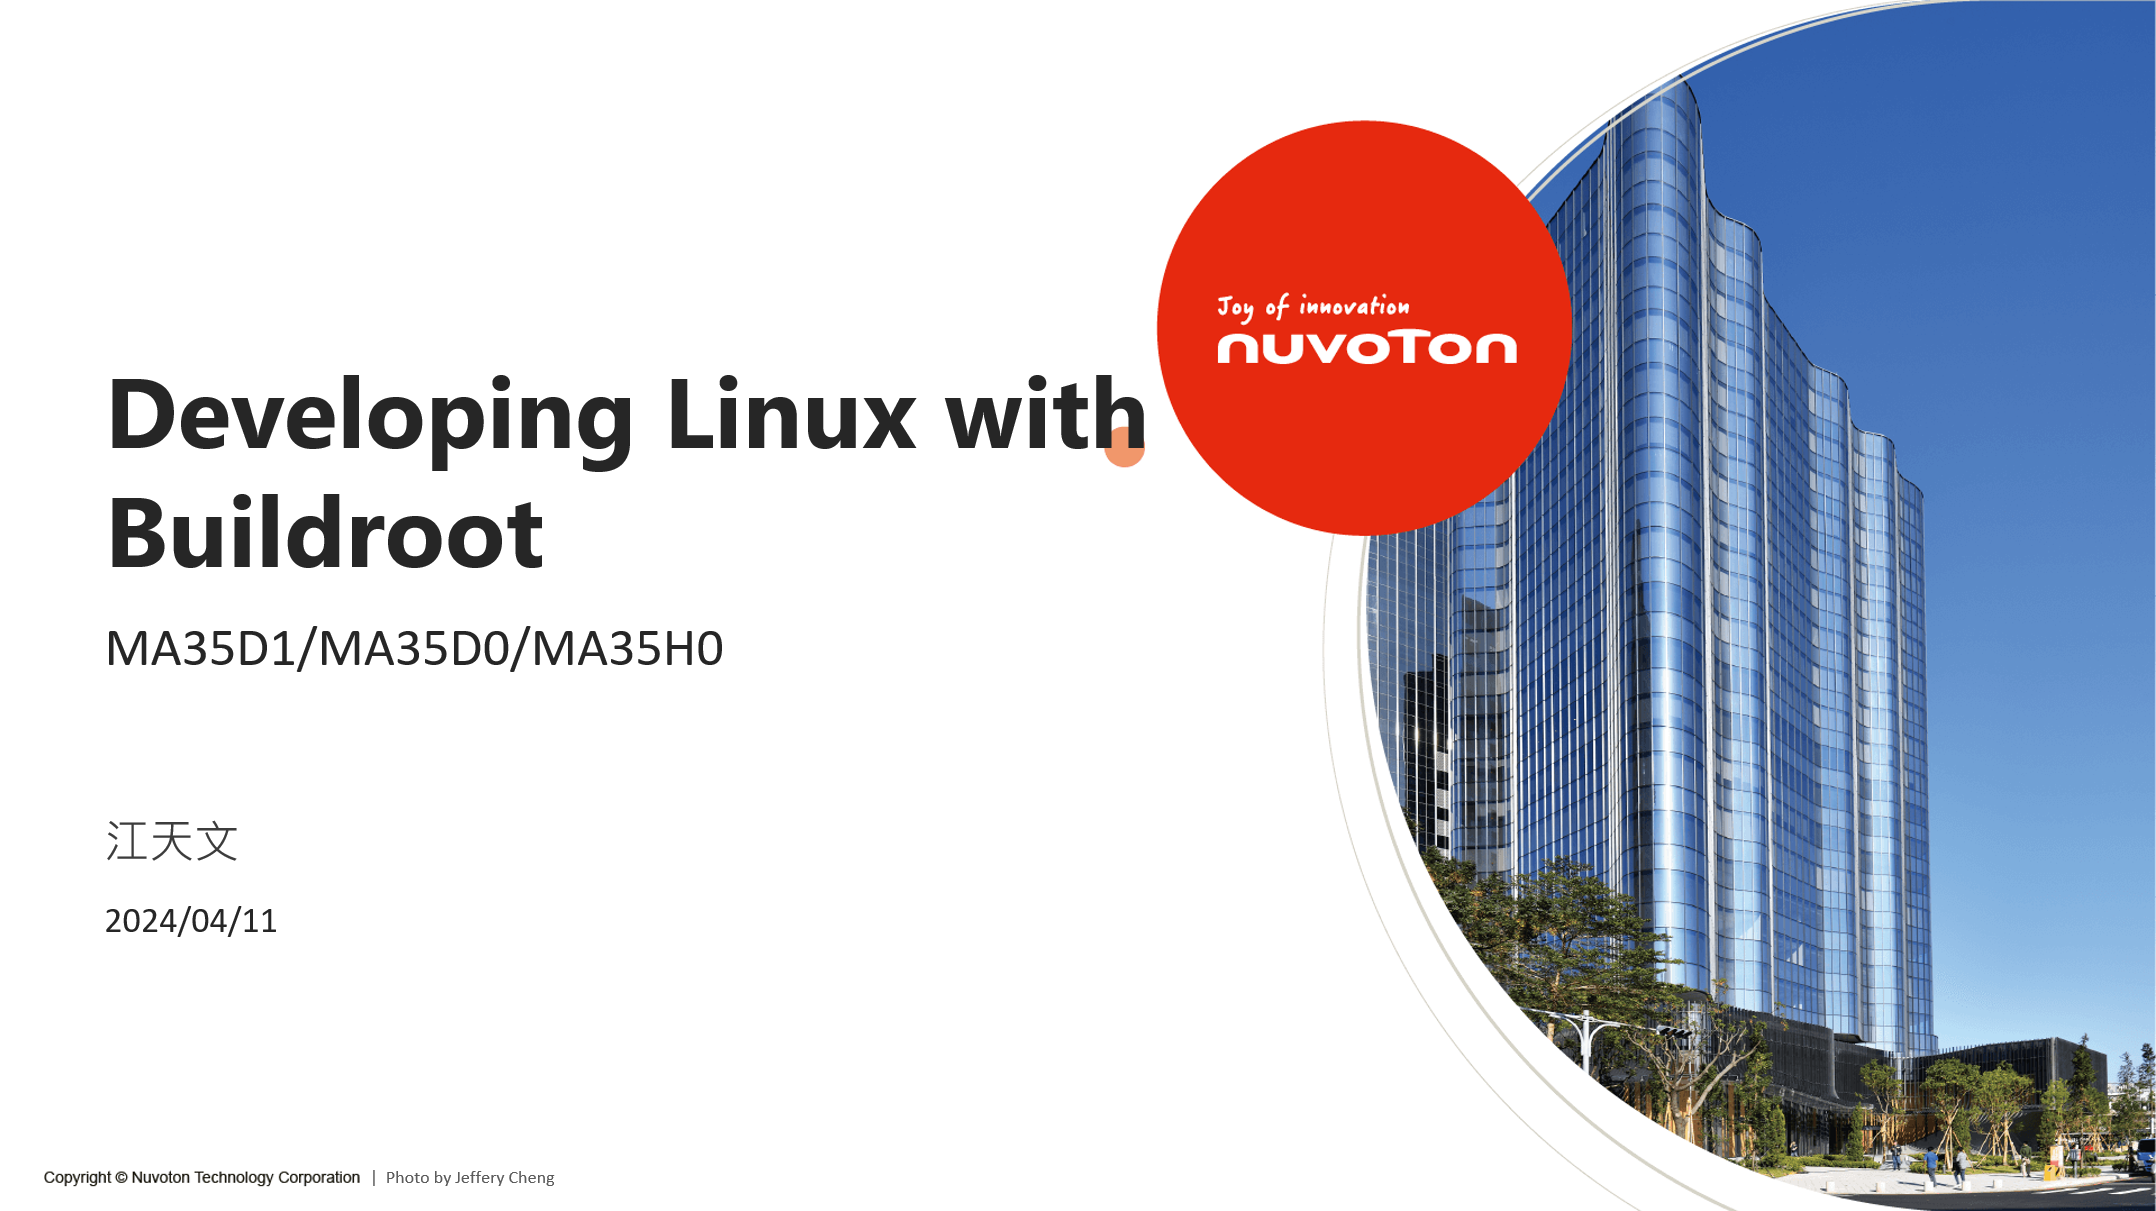 Joy of innovation
nuvoTon
Developing Linux with
Buildroot
MA35D1/MA35D0/MA35H0
江天文
2024/04/11
Copyright © Nuvoton Technology Corporation | Photo by Jeffery Cheng